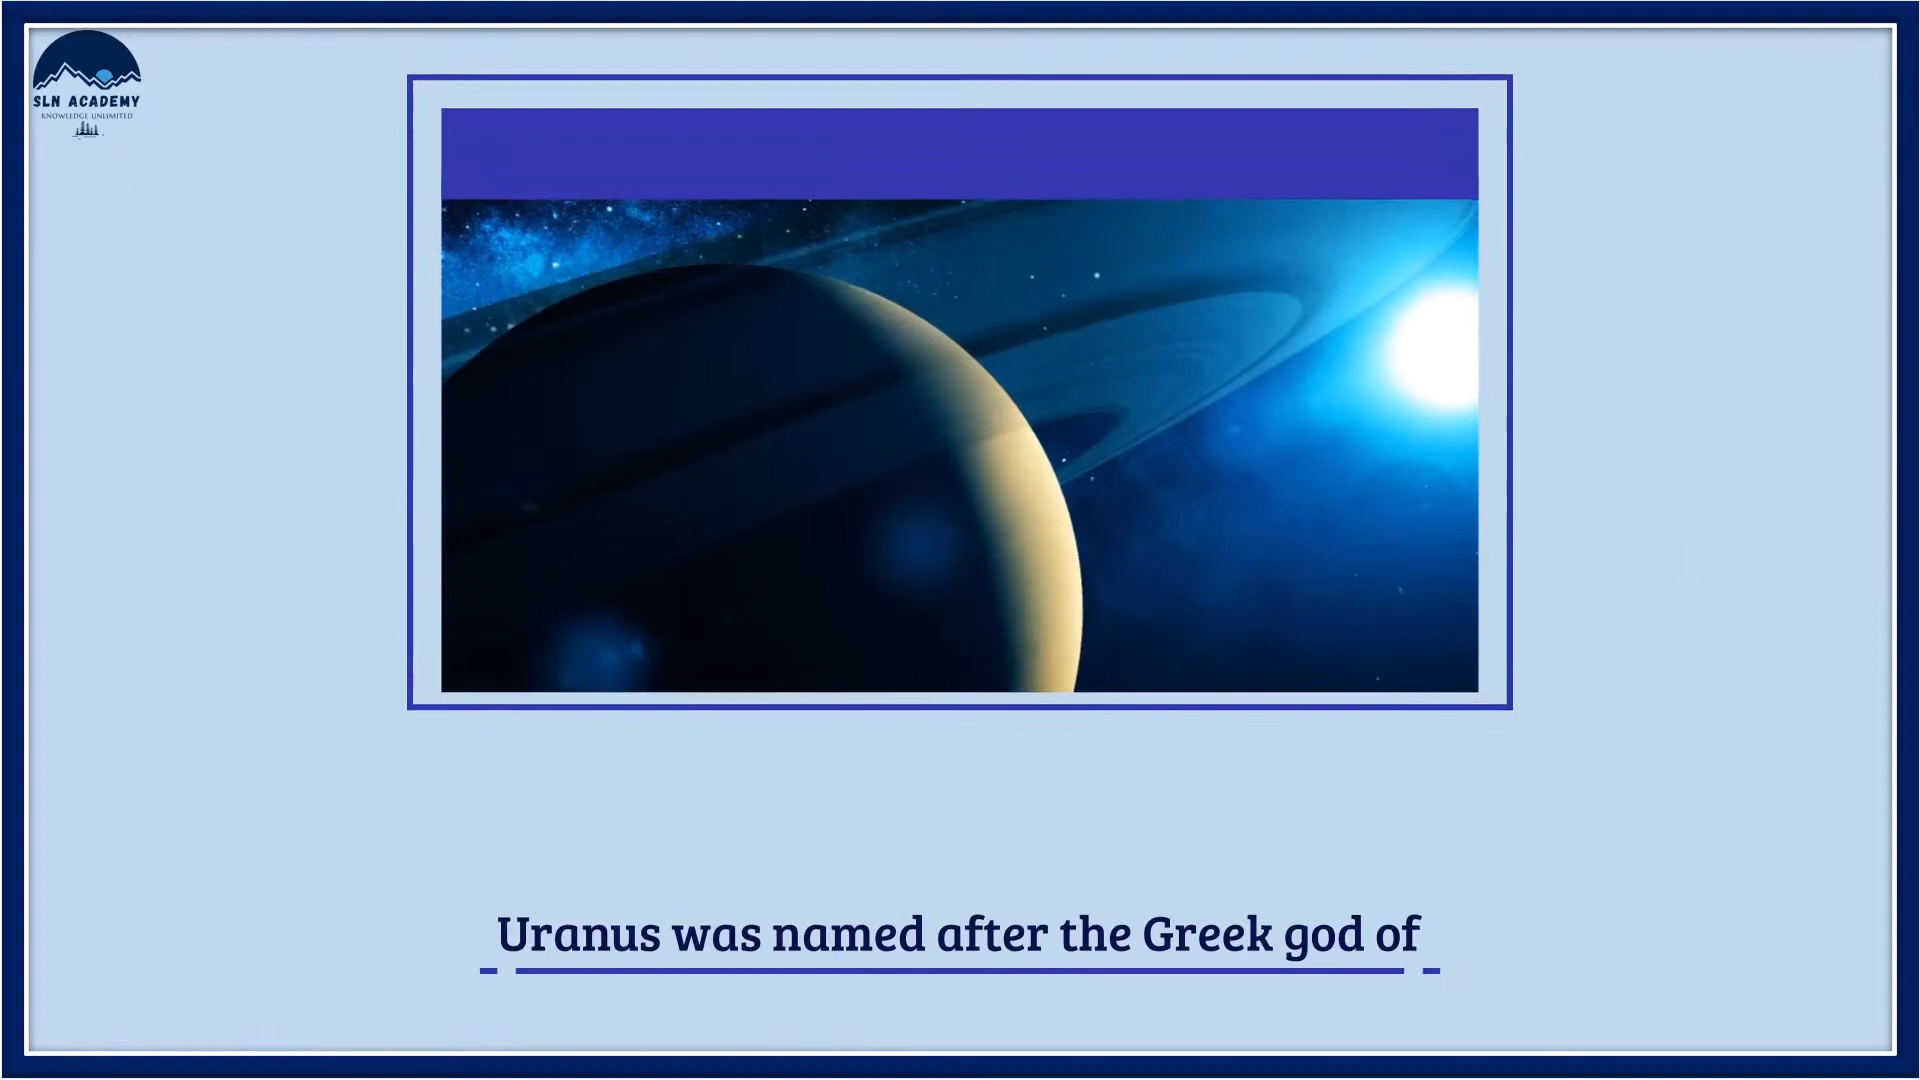 SLN ACADEMY
KNOWLEDGE UNLIMITED
Uranus was named after the Greek god of